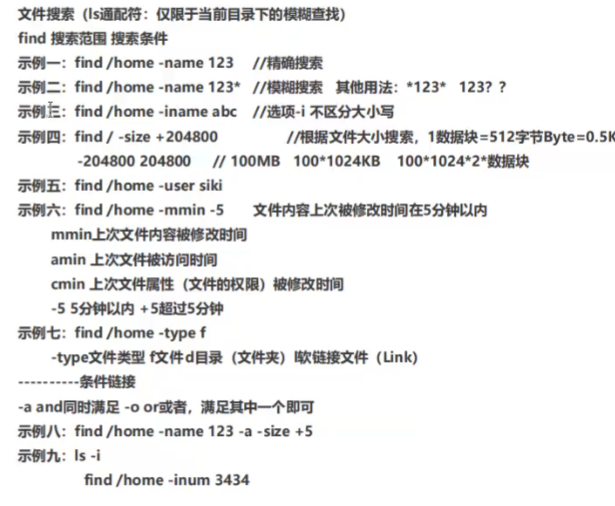 文件搜索（ls通配符：仅限于当前目录下的模糊查找）
find 搜索范围 搜索条件
示例一：find /home -name 123 //精确搜索
示例二：find /home -name 123* //模糊搜索 其他用法：*123* 123？？
示例三：find /home -iname abc //选项-i 不区分大小写
示例四：find / -size +204800 //根据文件大小搜索，1数据块=512字节Byte=0.5K
-204800 204800 // 100MB 100*1024KB 100*1024*2*数据块
示例五：find /home -user siki
示例六：find /home -mmin -5 文件内容上次被修改时间在5分钟以内
mmin上次文件内容被修改时间
amin 上次文件被访问时间
cmin 上次文件属性（文件的权限）被修改时间
-5 5分钟以内 +5超过5分钟
示例七：find /home -type f
-type文件类型 f文件d目录（文件夹）l软链接文件（Link）
----------条件链接
-a and同时满足 -o or或者，满足其中一个即可
示例八：find /home -name 123 -a -size +5
示例九：ls -i
find /home -inum 3434